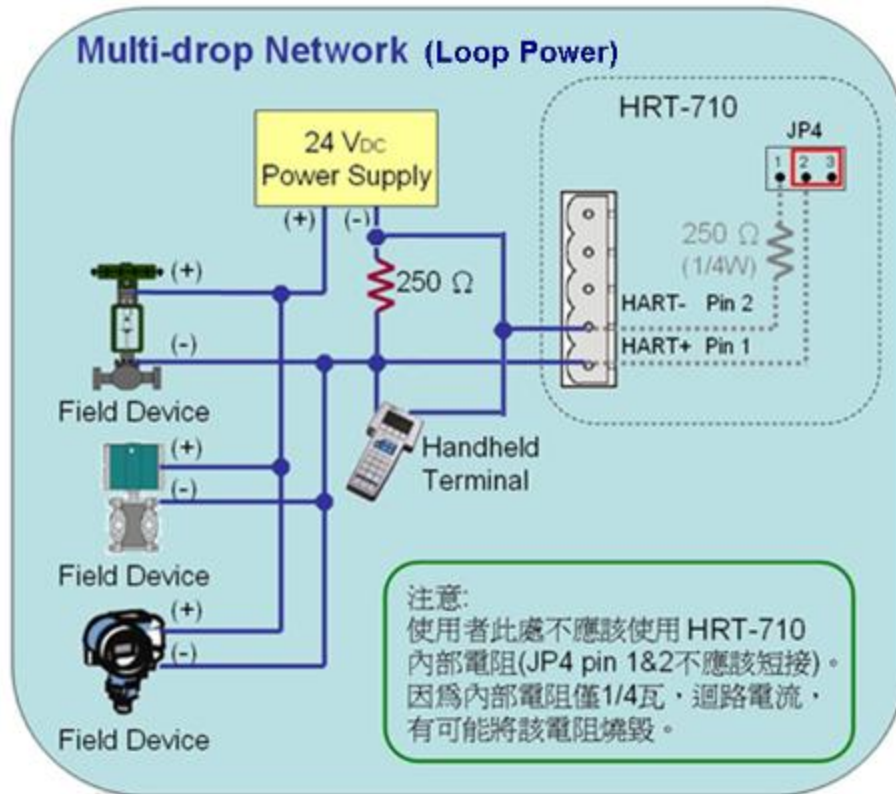 Multi-drop Network (Loop Power)
HRT-710
JP4
1 2 3
24 VDC
Power Supply
(+) (-)
250 Ω
(1/4W)
(+)
250 Ω
HART- Pin 2
(-)
HART+ Pin 1
Field Device
Handheld
Terminal
(+)
(-)
Field Device
(+)
(-)
Field Device
注意:
使用者此處不應該使用 HRT-710
內部電阻(JP4 pin 1&2不應該短接)。
因爲內部電阻僅1/4瓦，迴路電流，
有可能將該電阻燒毀。